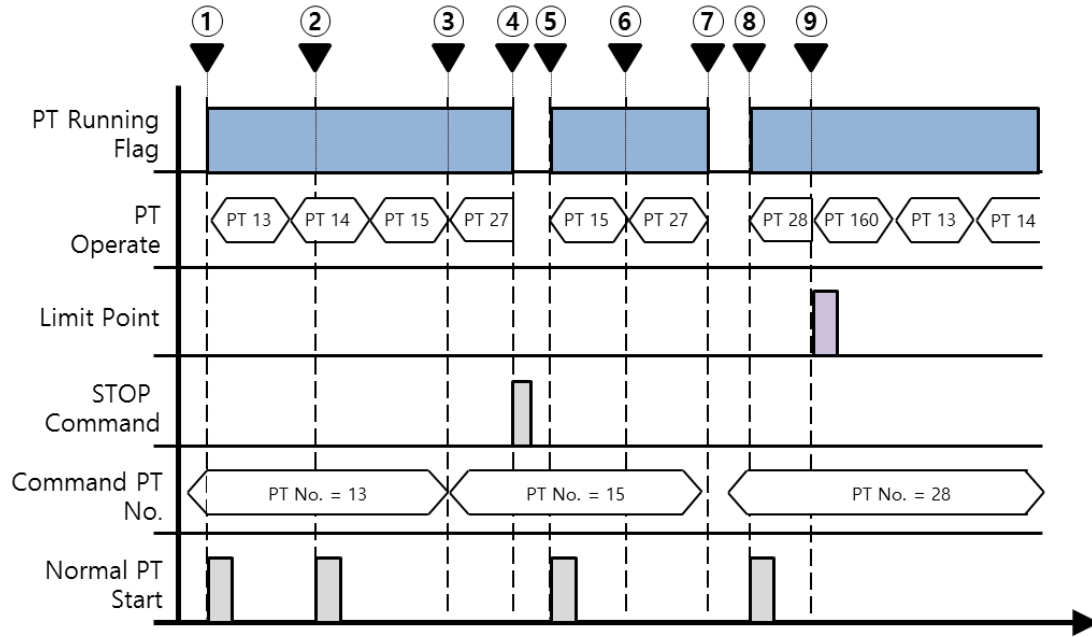 ① ② ③ ④ ⑤ ⑥ ⑦ ⑧ ⑨
PT Running
Flag
PT
Operate
PT 13 PT 14 PT 15 PT 27 PT 15 PT 27 PT 28 PT 160 PT 13 PT 14
Limit Point
STOP
Command
Command PT
No.
PT No. = 13 PT No. = 15 PT No. = 28
Normal PT
Start